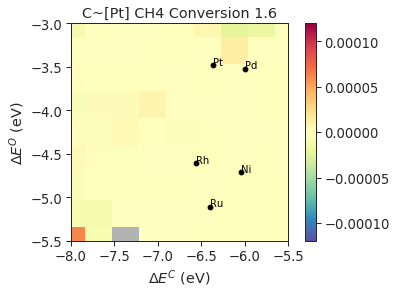 C~[Pt] CH4 Conversion 1.6
−3.0
−3.5
−4.0
−4.5
−5.0
−5.5
ΔE^O (eV)
Pt
Pd
Rh
Ni
Ru
−8.0 −7.5 −7.0 −6.5 −6.0 −5.5
ΔE^C (eV)
0.00010
0.00005
0.00000
−0.00005
−0.00010